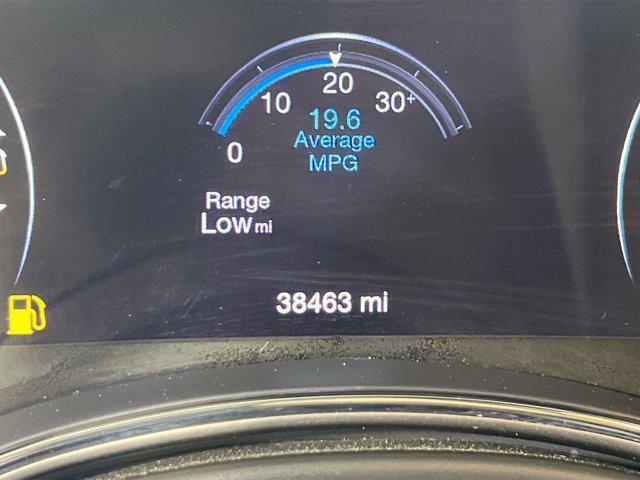 20
10 30+
19.6
Average
0 MPG
Range
LOW mi
38463 mi